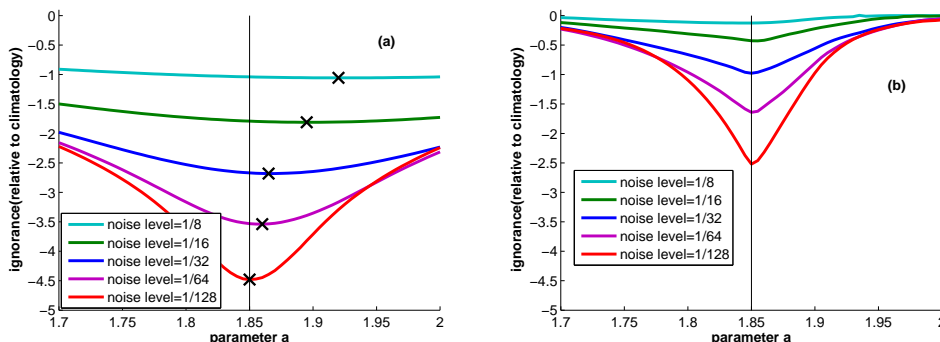 0
−0.5
−1
−1.5
−2
−2.5
−3
−3.5
−4
−4.5
−5
ignorance(relative to climatology)
(a)
noise level=1/8
noise level=1/16
noise level=1/32
noise level=1/64
noise level=1/128
1.7 1.75 1.8 1.85 1.9 1.95 2
parameter a
0
−0.5
−1
−1.5
−2
−2.5
−3
−3.5
−4
−4.5
−5
ignorance(relative to climatology)
(b)
noise level=1/8
noise level=1/16
noise level=1/32
noise level=1/64
noise level=1/128
1.7 1.75 1.8 1.85 1.9 1.95 2
parameter a